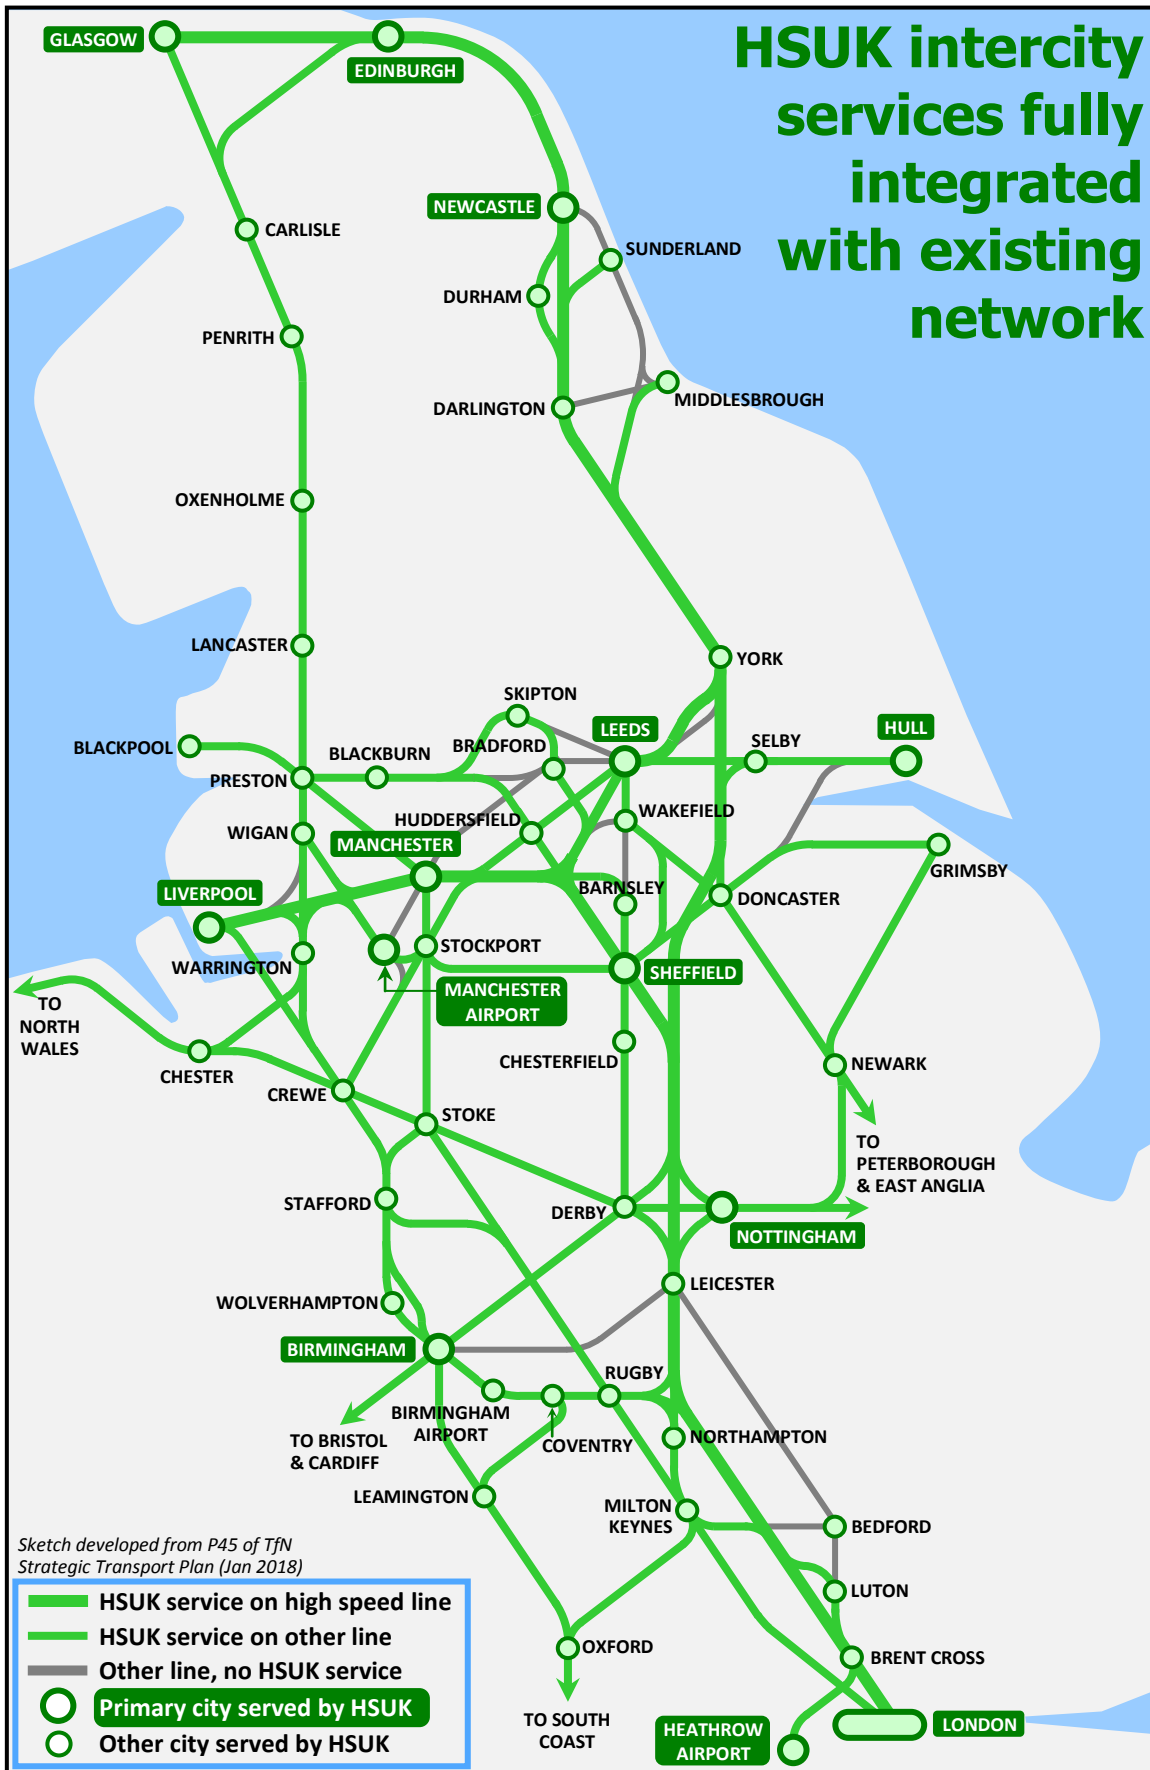 HSUK intercity
services fully
integrated
with existing
network
GLASGOW
EDINBURGH
NEWCASTLE
CARLISLE
SUNDERLAND
DURHAM
PENRITH
DARLINGTON
MIDDLESBROUGH
OXENHOLME
LANCASTER
YORK
SKIPTON
LEEDS
HULL
BLACKPOOL
BLACKBURN
BRADFORD
SELBY
PRESTON
WIGAN
HUDDERSFIELD
WAKEFIELD
MANCHESTER
GRIMSBY
LIVERPOOL
BARNSLEY
DONCASTER
WARRINGTON
STOCKPORT
SHEFFIELD
MANCHESTER
AIRPORT
TO
NORTH
WALES
CHESTER
CHESTERFIELD
NEWARK
CREWE
STOKE
TO
PETERBOROUGH
& EAST ANGLIA
STAFFORD
DERBY
NOTTINGHAM
LEICESTER
WOLVERHAMPTON
BIRMINGHAM
RUGBY
BIRMINGHAM
AIRPORT
COVENTRY
NORTHAMPTON
TO BRISTOL
& CARDIFF
LEAMINGTON
MILTON
KEYNES
BEDFORD
LUTON
OXFORD
BRENT CROSS
TO SOUTH
COAST
HEATHROW
AIRPORT
LONDON
Sketch developed from P45 of TfN
Strategic Transport Plan (Jan 2018)
HSUK service on high speed line
HSUK service on other line
Other line, no HSUK service
Primary city served by HSUK
Other city served by HSUK